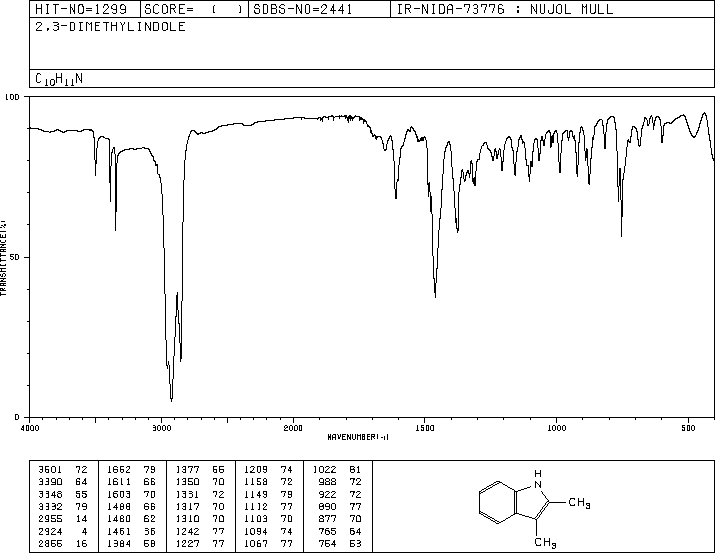 HIT-NO=1299 SCORE= ( ) SDBS-NO=2441 IR-NIDA-73776 : NUJOL MULL
2,3-DIMETHYLINDOLE
C10H11N
100
50
0
TRANSMITTANCE(%)
4000 3000 2000 1500 1000 500
WAVENUMBER(-1)
3501 72 1652 79 1377 55 1209 74 1022 81
3390 64 1611 66 1350 70 1158 72 988 72
3348 55 1603 70 1331 72 1149 79 922 72
3332 79 1488 66 1317 70 1112 77 890 77
2955 14 1480 62 1310 70 1103 70 877 70
2924 4 1461 36 1242 77 1094 74 765 64
2855 16 1384 58 1227 77 1067 77 754 53
H
N
CH3
CH3